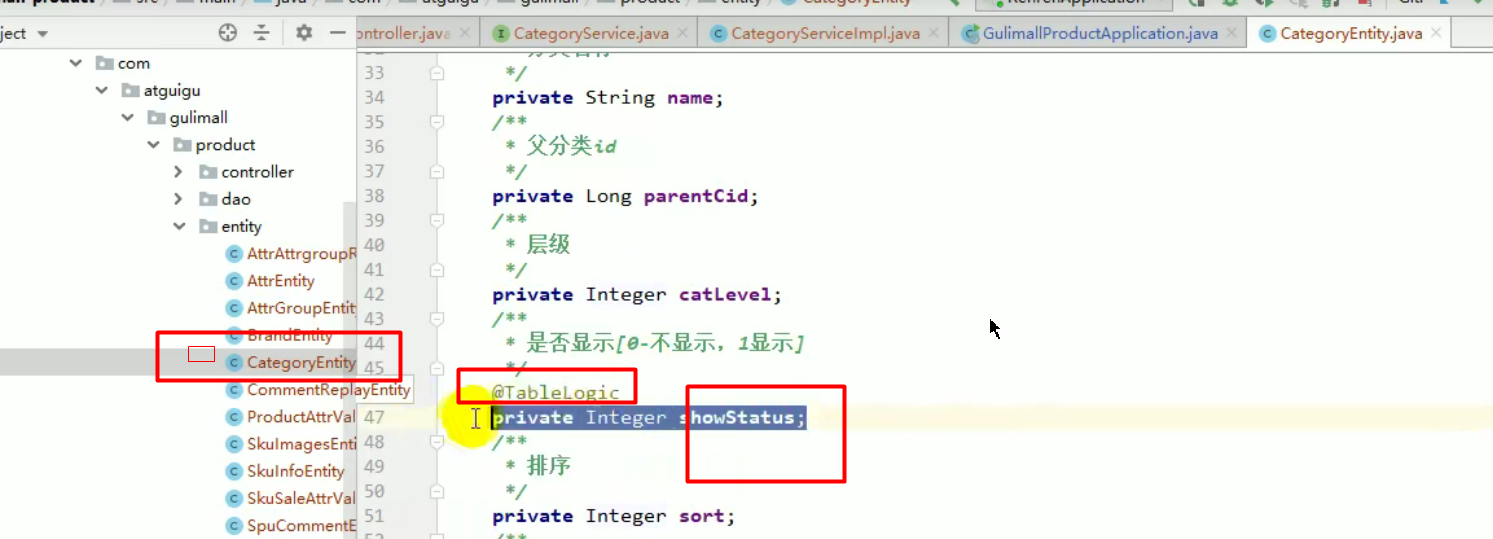 ject
ontroller.java
CategoryService.java
CategoryServiceImpl.java
GulimallProductApplication.java
CategoryEntity.java
com
atguigu
gulimall
product
controller
dao
entity
AttrAttrgroupR
AttrEntity
AttrGroupEntit
BrandEntity
CategoryEntity
CommentReplayEntity
ProductAttrVal
SkuImagesEnti
SkuInfoEntity
SkuSaleAttrVal
SpuCommentE
33 */
34 private String name;
35 /**
36 * 父分类id
37 */
38 private Long parentCid;
39 /**
40 * 层级
41 */
42 private Integer catLevel;
43 /**
44 * 是否显示[0-不显示，1显示]
45 */
@TableLogic
47 private Integer showStatus;
48 /**
49 * 排序
50 */
51 private Integer sort;
/**